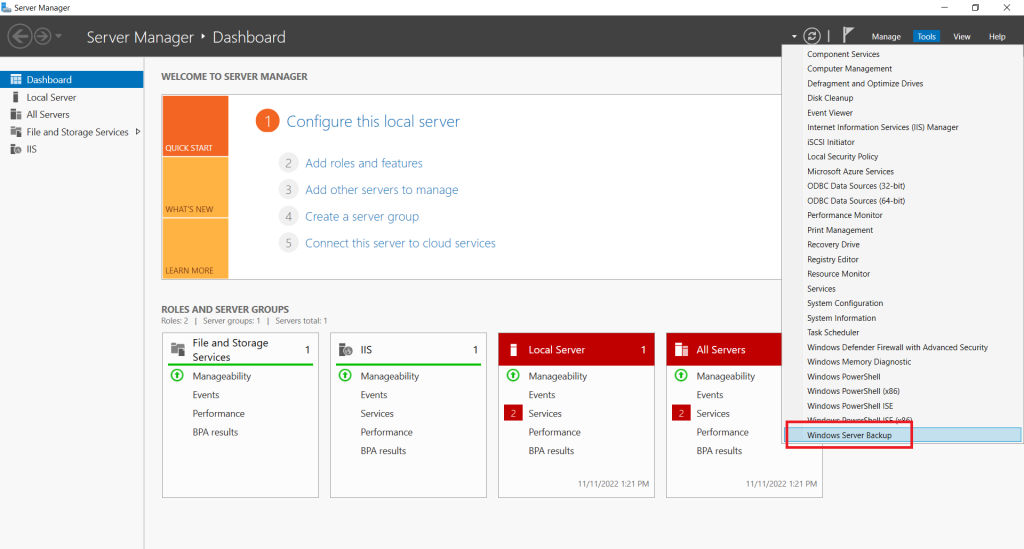 Server Manager
Server Manager ‣ Dashboard
Manage
Tools
View
Help
Dashboard
Local Server
All Servers
File and Storage Services
IIS
WELCOME TO SERVER MANAGER
QUICK START
WHAT'S NEW
LEARN MORE
1 Configure this local server
2 Add roles and features
3 Add other servers to manage
4 Create a server group
5 Connect this server to cloud services
ROLES AND SERVER GROUPS
Roles: 2 | Server groups: 1 | Servers total: 1
File and Storage
Services
1
Manageability
Events
Performance
BPA results
IIS 1
Manageability
Events
Services
Performance
BPA results
Local Server 1
Manageability
Events
2 Services
Performance
BPA results
11/11/2022 1:21 PM
All Servers
Manageability
Events
2 Services
Performance
BPA results
11/11/2022 1:21 PM
Component Services
Computer Management
Defragment and Optimize Drives
Disk Cleanup
Event Viewer
Internet Information Services (IIS) Manager
iSCSI Initiator
Local Security Policy
Microsoft Azure Services
ODBC Data Sources (32-bit)
ODBC Data Sources (64-bit)
Performance Monitor
Print Management
Recovery Drive
Registry Editor
Resource Monitor
Services
System Configuration
System Information
Task Scheduler
Windows Defender Firewall with Advanced Security
Windows Memory Diagnostic
Windows PowerShell
Windows PowerShell (x86)
Windows PowerShell ISE
Windows PowerShell ISE (x86)
Windows Server Backup